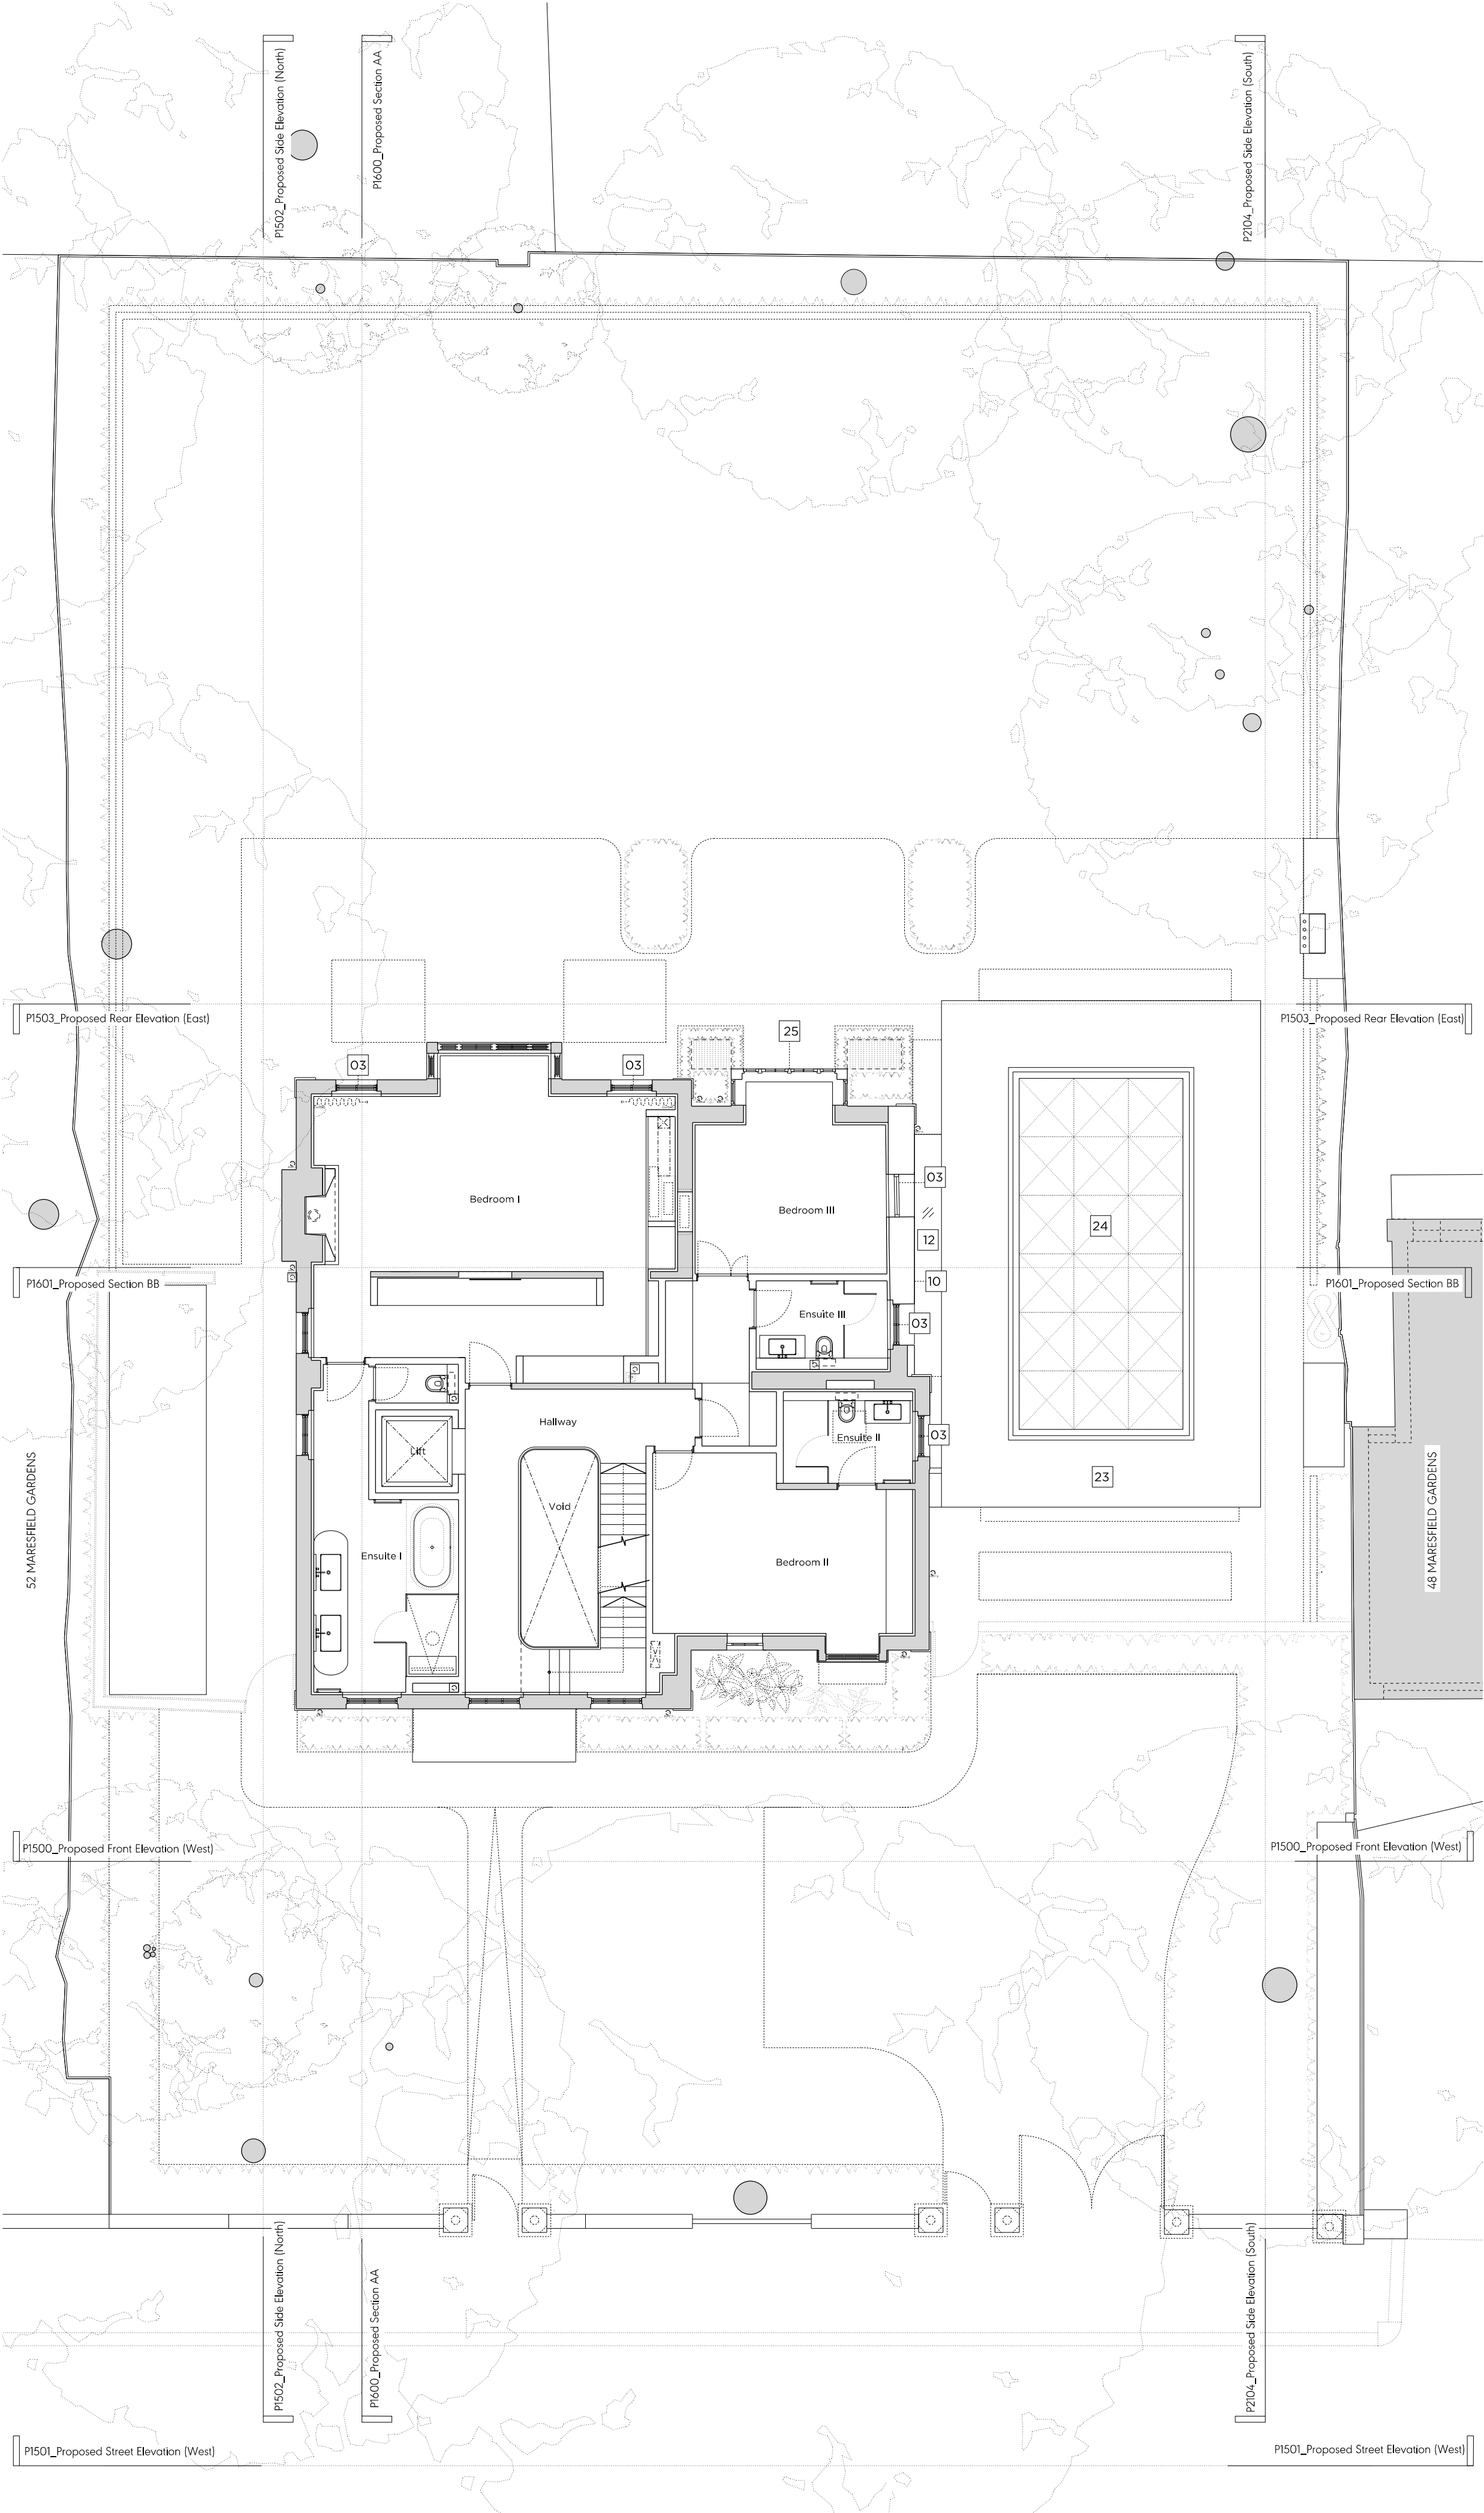 P1502_Proposed Side Elevation (North)
P1600_Proposed Section AA
P2104_Proposed Side Elevation (South)
P1503_Proposed Rear Elevation (East)
P1503_Proposed Rear Elevation (East)
25
03
03
03
Bedroom I
Bedroom III
24
12
P1601_Proposed Section BB
10
P1601_Proposed Section BB
Ensuite III
03
Hallway
Ensuite II
03
Lift
23
52 MARESFIELD GARDENS
48 MARESFIELD GARDENS
Void
Ensuite I
Bedroom II
P1500_Proposed Front Elevation (West)
P1500_Proposed Front Elevation (West)
P1502_Proposed Side Elevation (North)
P1600_Proposed Section AA
P2104_Proposed Side Elevation (South)
P1501_Proposed Street Elevation (West)
P1501_Proposed Street Elevation (West)